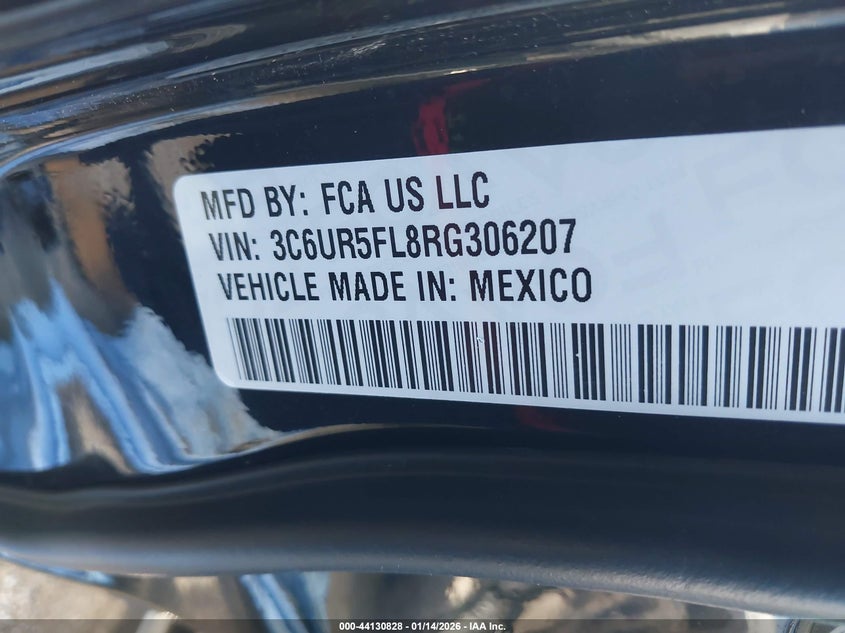 MFD BY: FCA US LLC
VIN: 3C6UR5FL8RG306207
VEHICLE MADE IN: MEXICO
000-44130828 - 01/14/2026 - IAA Inc.